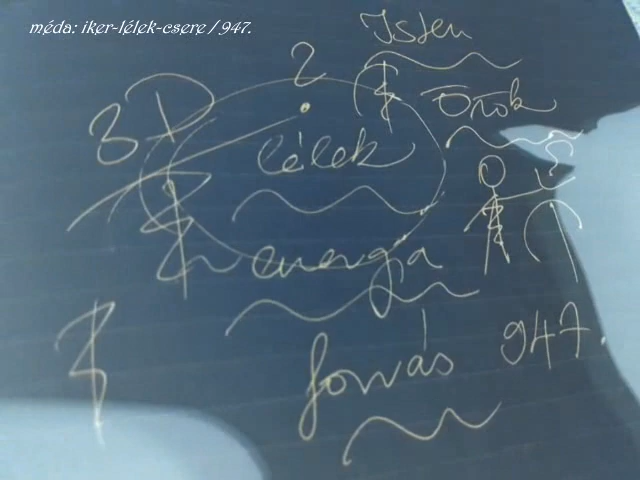 méda: iker-lélek-csere / 947.
Isten
2
Örök
3D
lélek
energia
forrás 947.